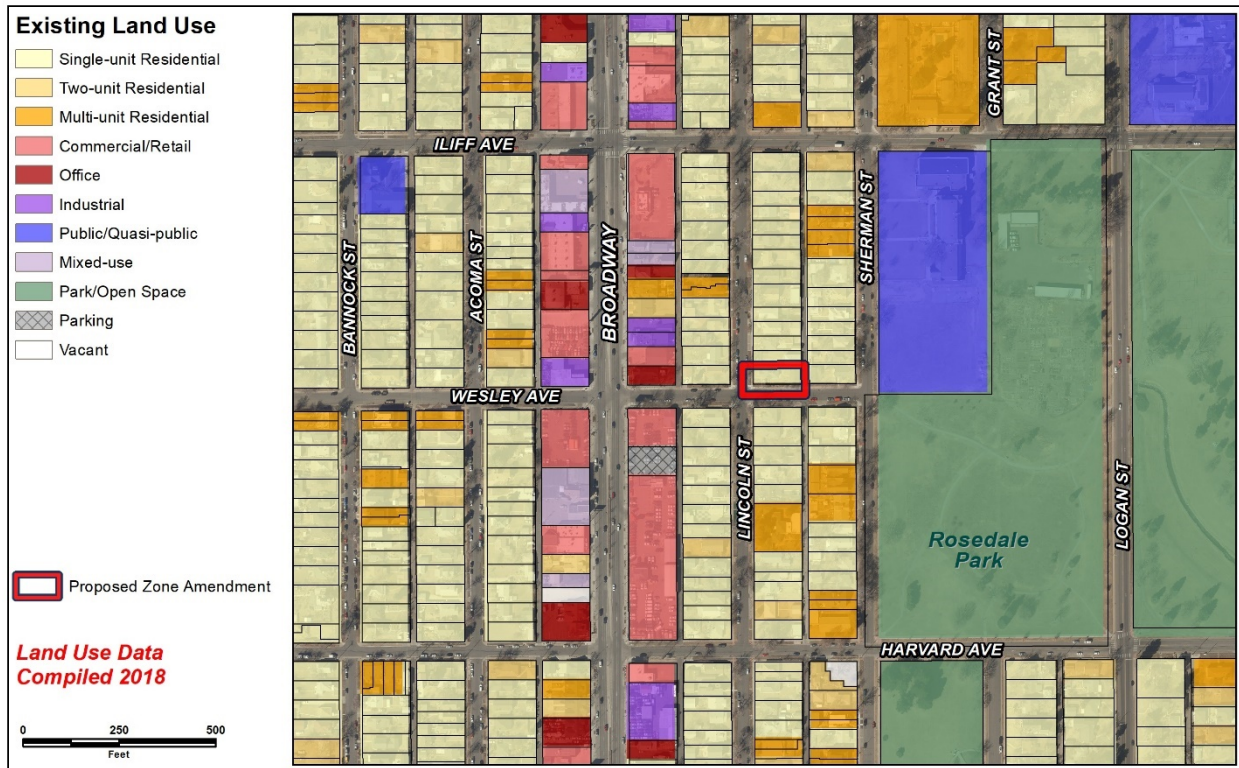 Existing Land Use
Single-unit Residential
Two-unit Residential
Multi-unit Residential
Commercial/Retail
Office
Industrial
Public/Quasi-public
Mixed-use
Park/Open Space
Parking
Vacant
Proposed Zone Amendment
Land Use Data
Compiled 2018
0 250 500
Feet
ILIFF AVE
GRANT ST
BANNOCK ST
ACOMA ST
BROADWAY
SHERMAN ST
WESLEY AVE
LINCOLN ST
LOGAN ST
Rosedale
Park
HARVARD AVE